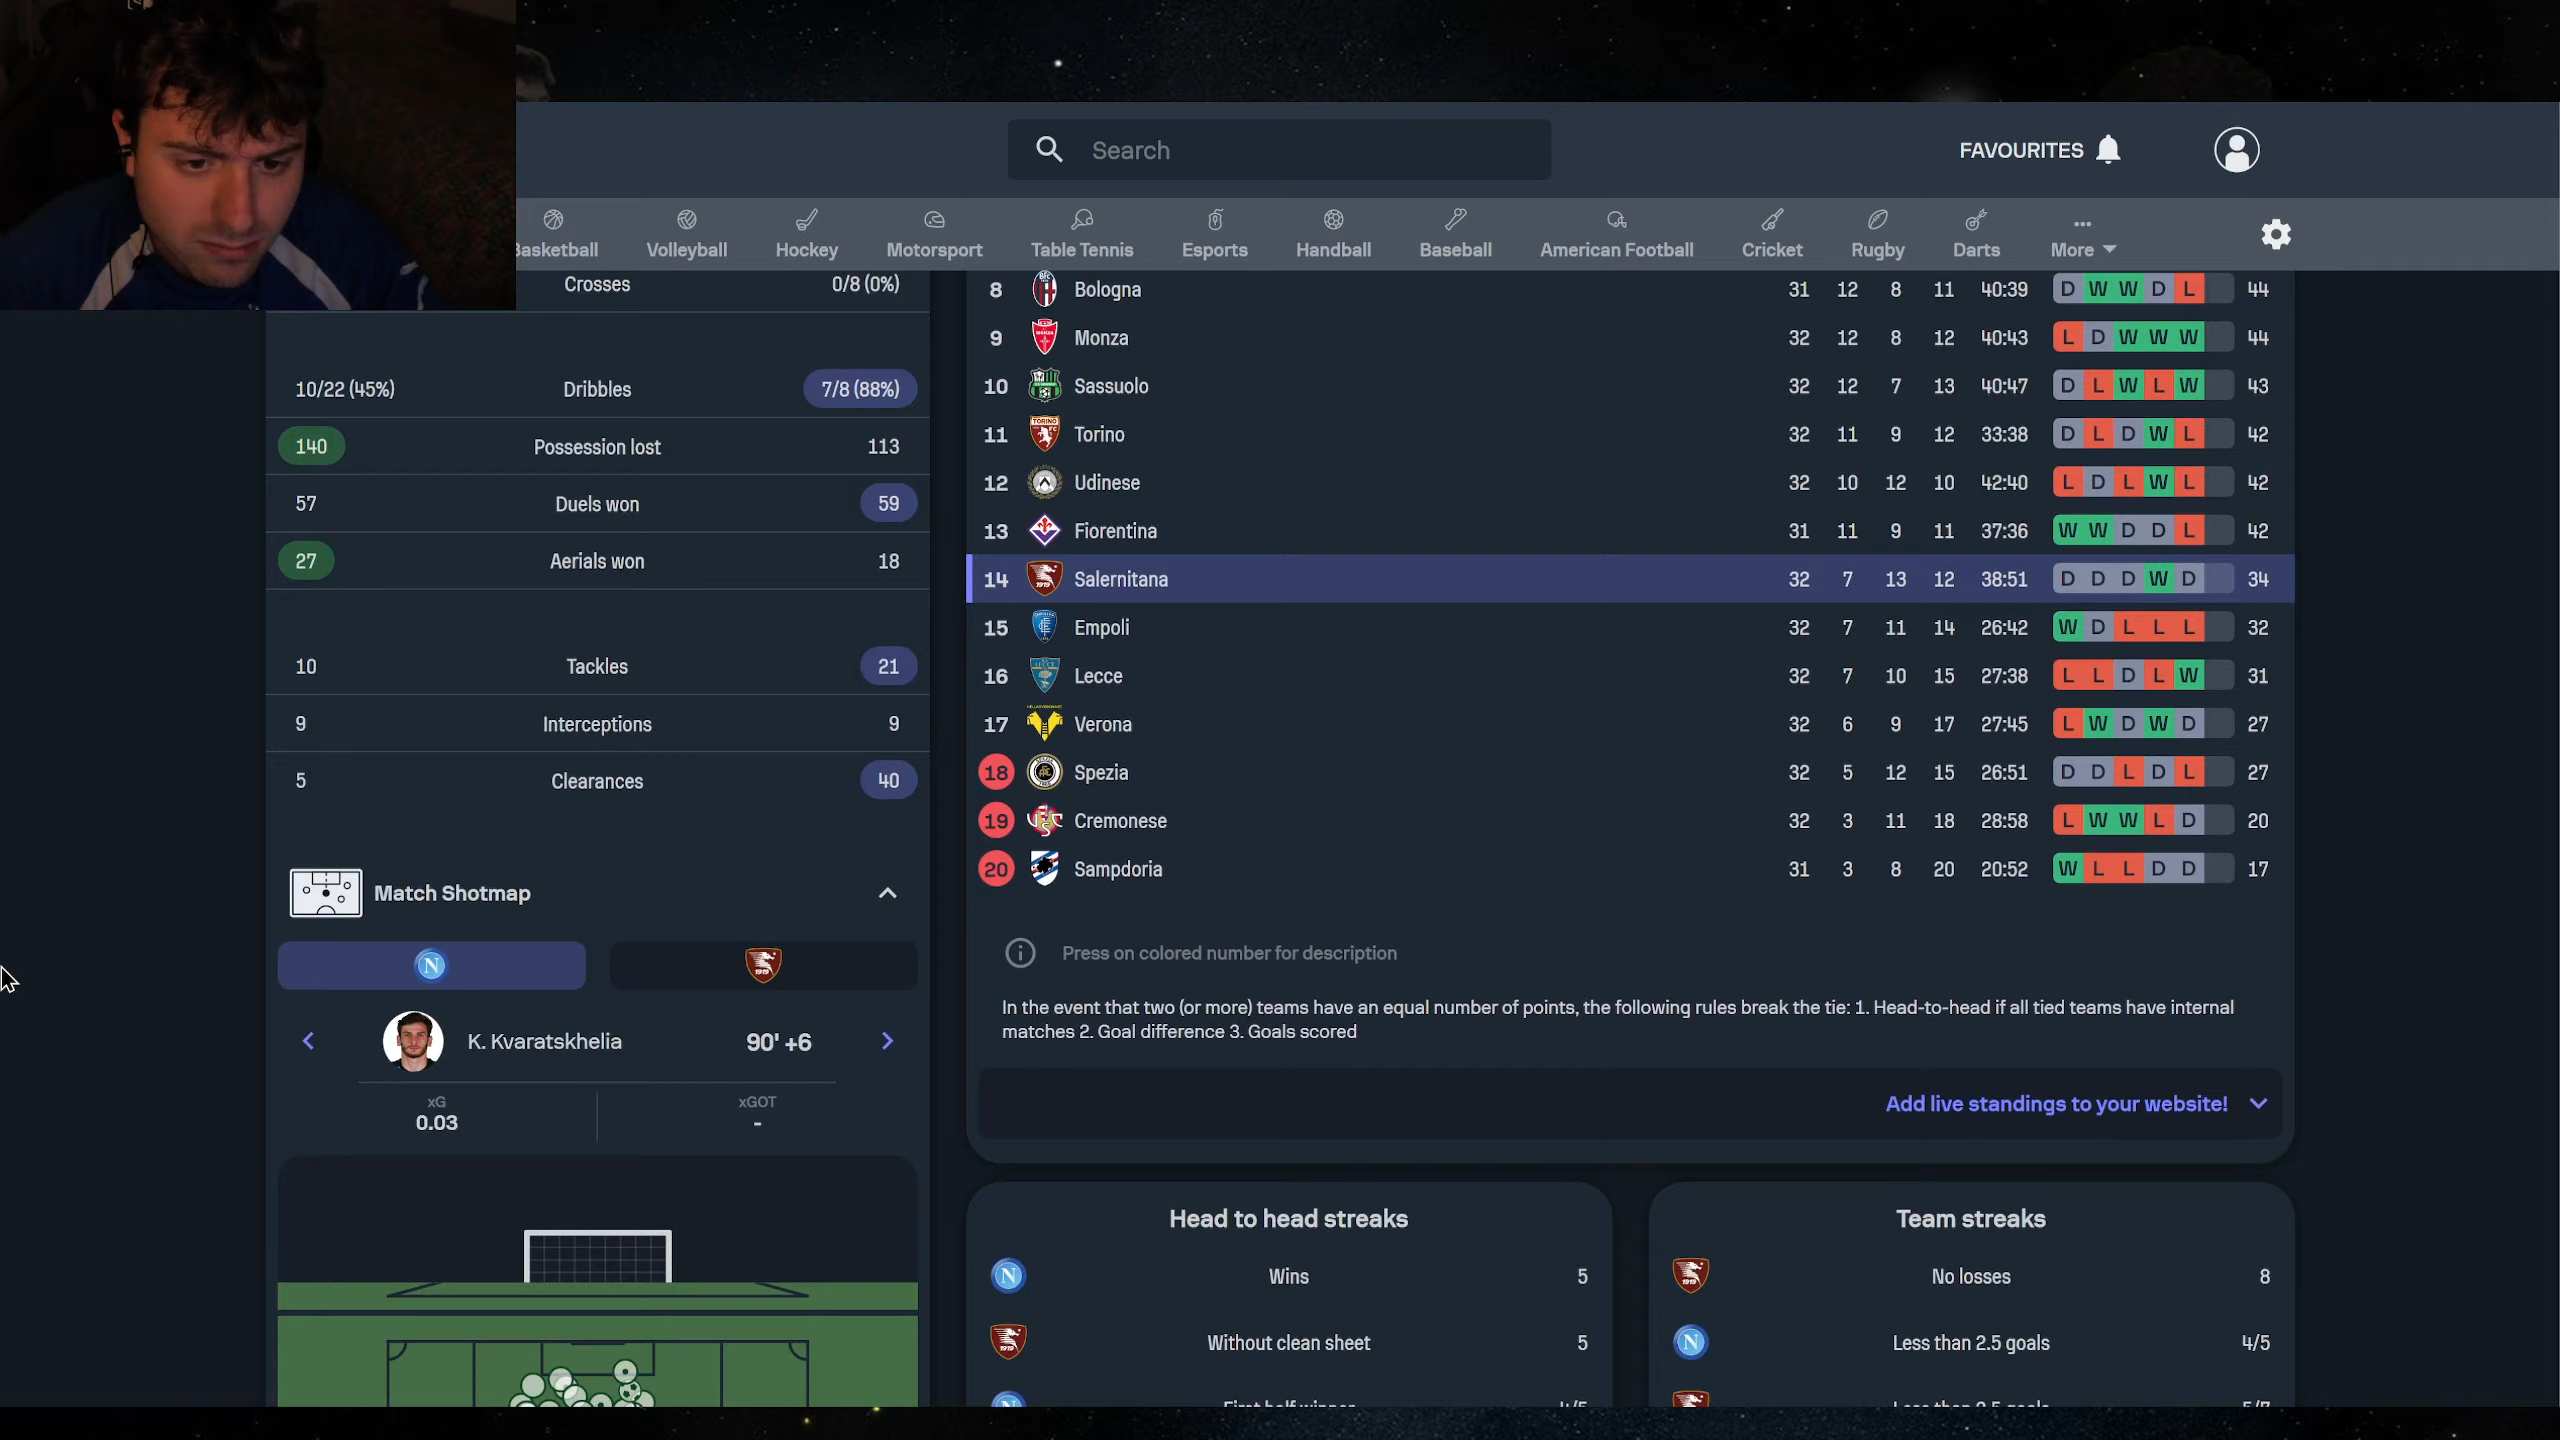 Search
FAVOURITES
Basketball
Volleyball
Hockey
Motorsport
Table Tennis
Esports
Handball
Baseball
American Football
Cricket
Rugby
Darts
More
Crosses 0/8 (0%)
10/22 (45%) Dribbles 7/8 (88%)
140 Possession lost 113
57 Duels won 59
27 Aerials won 18
10 Tackles 21
9 Interceptions 9
5 Clearances 40
Match Shotmap
K. Kvaratskhelia 90' +6
xG xGOT
0.03 -
8 Bologna 31 12 8 11 40:39 D W W D L 44
9 Monza 32 12 8 12 40:43 L D W W W 44
10 Sassuolo 32 12 7 13 40:47 D L W L W 43
11 Torino 32 11 9 12 33:38 D L D W L 42
12 Udinese 32 10 12 10 42:40 L D L W L 42
13 Fiorentina 31 11 9 11 37:36 W W D D L 42
14 Salernitana 32 7 13 12 38:51 D D D W D 34
15 Empoli 32 7 11 14 26:42 W D L L L 32
16 Lecce 32 7 10 15 27:38 L L D L W 31
17 Verona 32 6 9 17 27:45 L W D W D 27
18 Spezia 32 5 12 15 26:51 D D L D L 27
19 Cremonese 32 3 11 18 28:58 L W W L D 20
20 Sampdoria 31 3 8 20 20:52 W L L D D 17
Press on colored number for description
In the event that two (or more) teams have an equal number of points, the following rules break the tie: 1. Head-to-head if all tied teams have internal
matches 2. Goal difference 3. Goals scored
Add live standings to your website!
Head to head streaks
Wins 5
Without clean sheet 5
First half winner 4/5
Team streaks
No losses 8
Less than 2.5 goals 4/5
Less than 2.5 goals